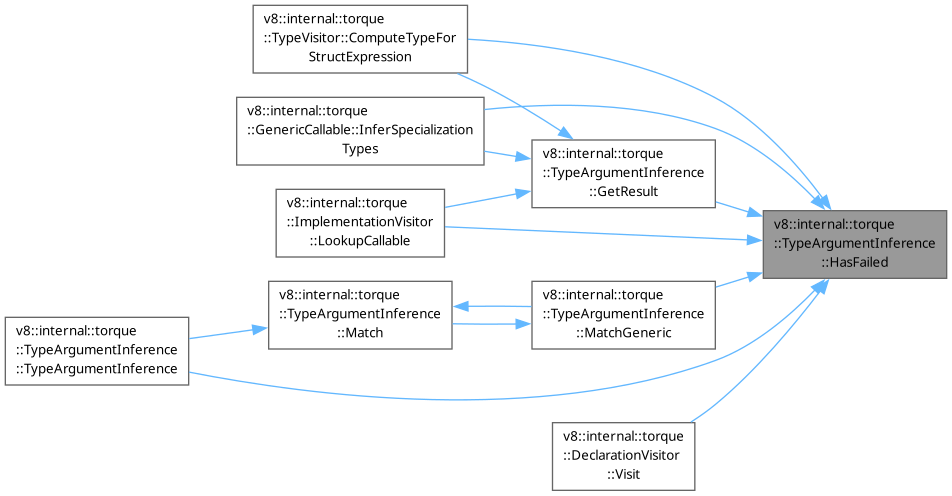 v8::internal::torque
::TypeVisitor::ComputeTypeFor
StructExpression
v8::internal::torque
::GenericCallable::InferSpecialization
Types
v8::internal::torque
::TypeArgumentInference
::GetResult
v8::internal::torque
::ImplementationVisitor
::LookupCallable
v8::internal::torque
::TypeArgumentInference
::HasFailed
v8::internal::torque
::TypeArgumentInference
::Match
v8::internal::torque
::TypeArgumentInference
::MatchGeneric
v8::internal::torque
::TypeArgumentInference
::TypeArgumentInference
v8::internal::torque
::DeclarationVisitor
::Visit